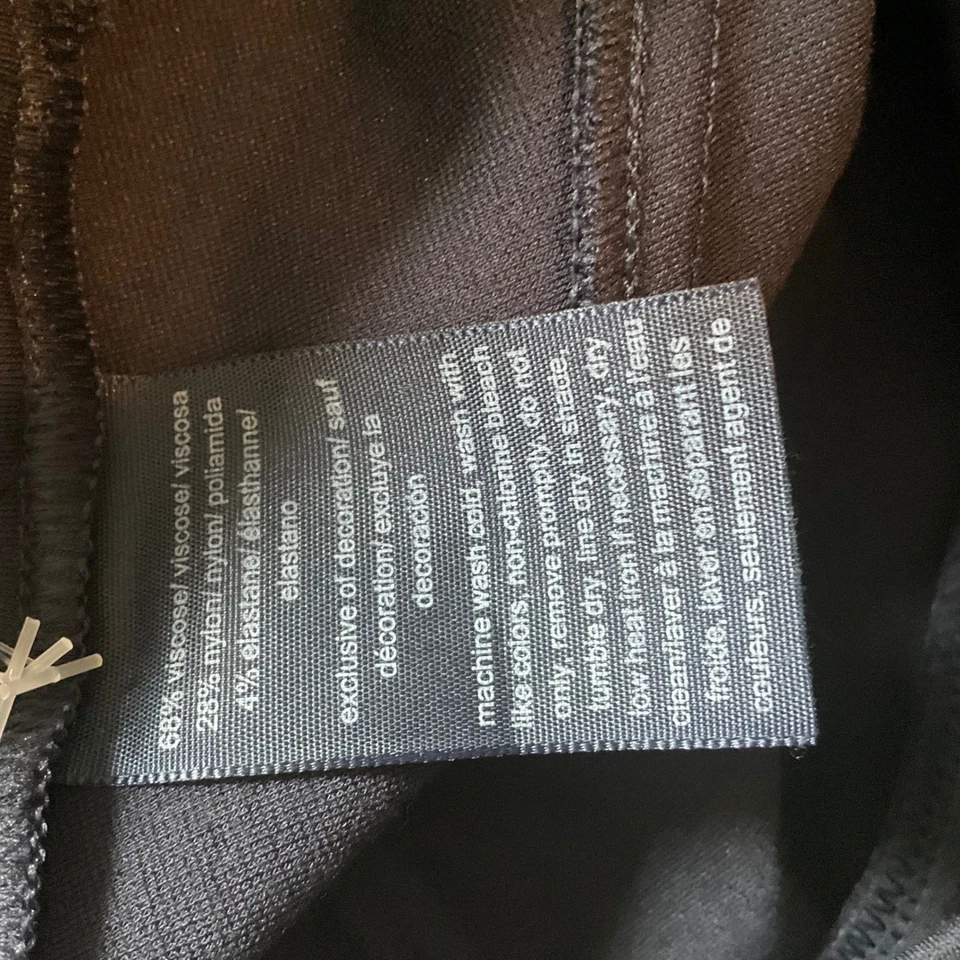 68% viscose/ viscose/ viscosa
28% nylon/ nylon/ poliamida
4% elastane/ élasthanne/
elastano
exclusive of decoration/ sauf
décoration/ excluye la
decoración
machine wash cold. wash with
like colors, non-chlorine bleach
only, remove promptly, do not
tumble dry, line dry in shade,
low heat iron if necessary, dry
clean/laver à la machine à l'eau
froide, laver en séparant les
couleurs, seulement agent de